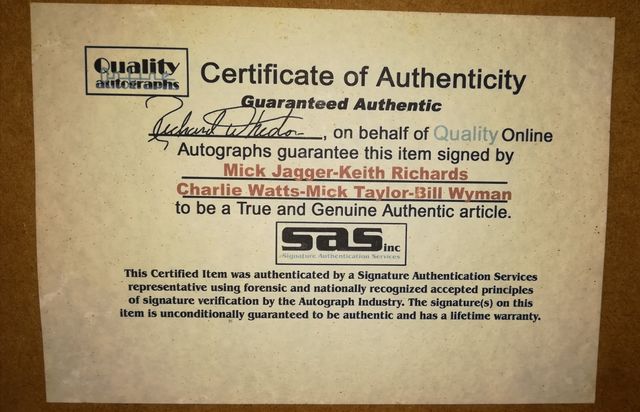 Quality
online
autographs
Certificate of Authenticity
Guaranteed Authentic
Richard Whedon, on behalf of Quality Online
Autographs guarantee this item signed by
Mick Jagger-Keith Richards
Charlie Watts-Mick Taylor-Bill Wyman
to be a True and Genuine Authentic article.
sas inc
Signature Authentication Services
This Certified Item was authenticated by a Signature Authentication Services
representative using forensic and nationally recognized accepted principles
of signature verification by the Autograph Industry. The signature(s) on this
item is unconditionally guaranteed to be authentic and has a lifetime warranty.